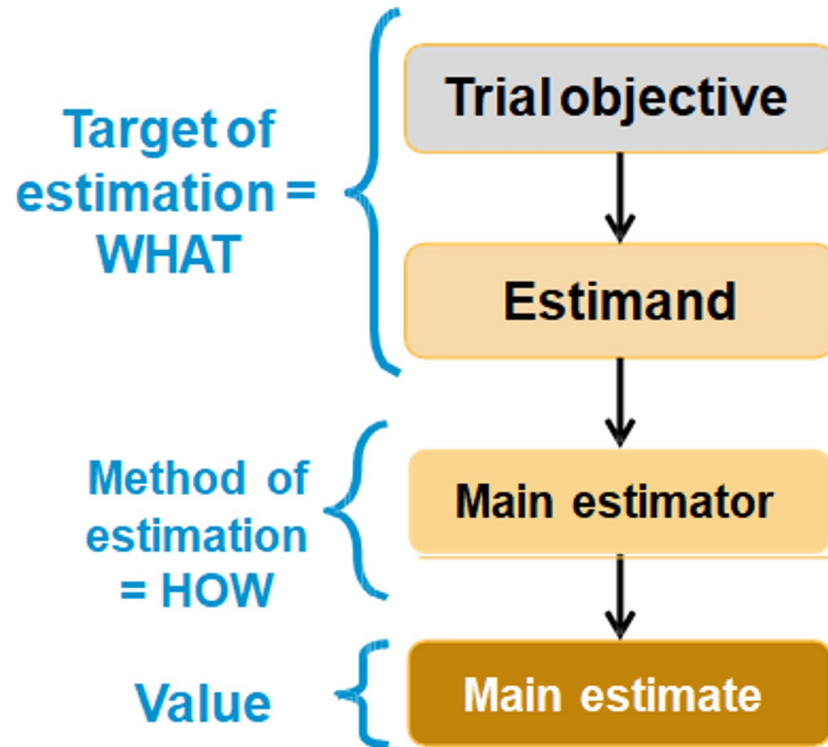 Target of
estimation =
WHAT
Trial objective
Estimand
Method of
estimation
= HOW
Main estimator
Value
Main estimate